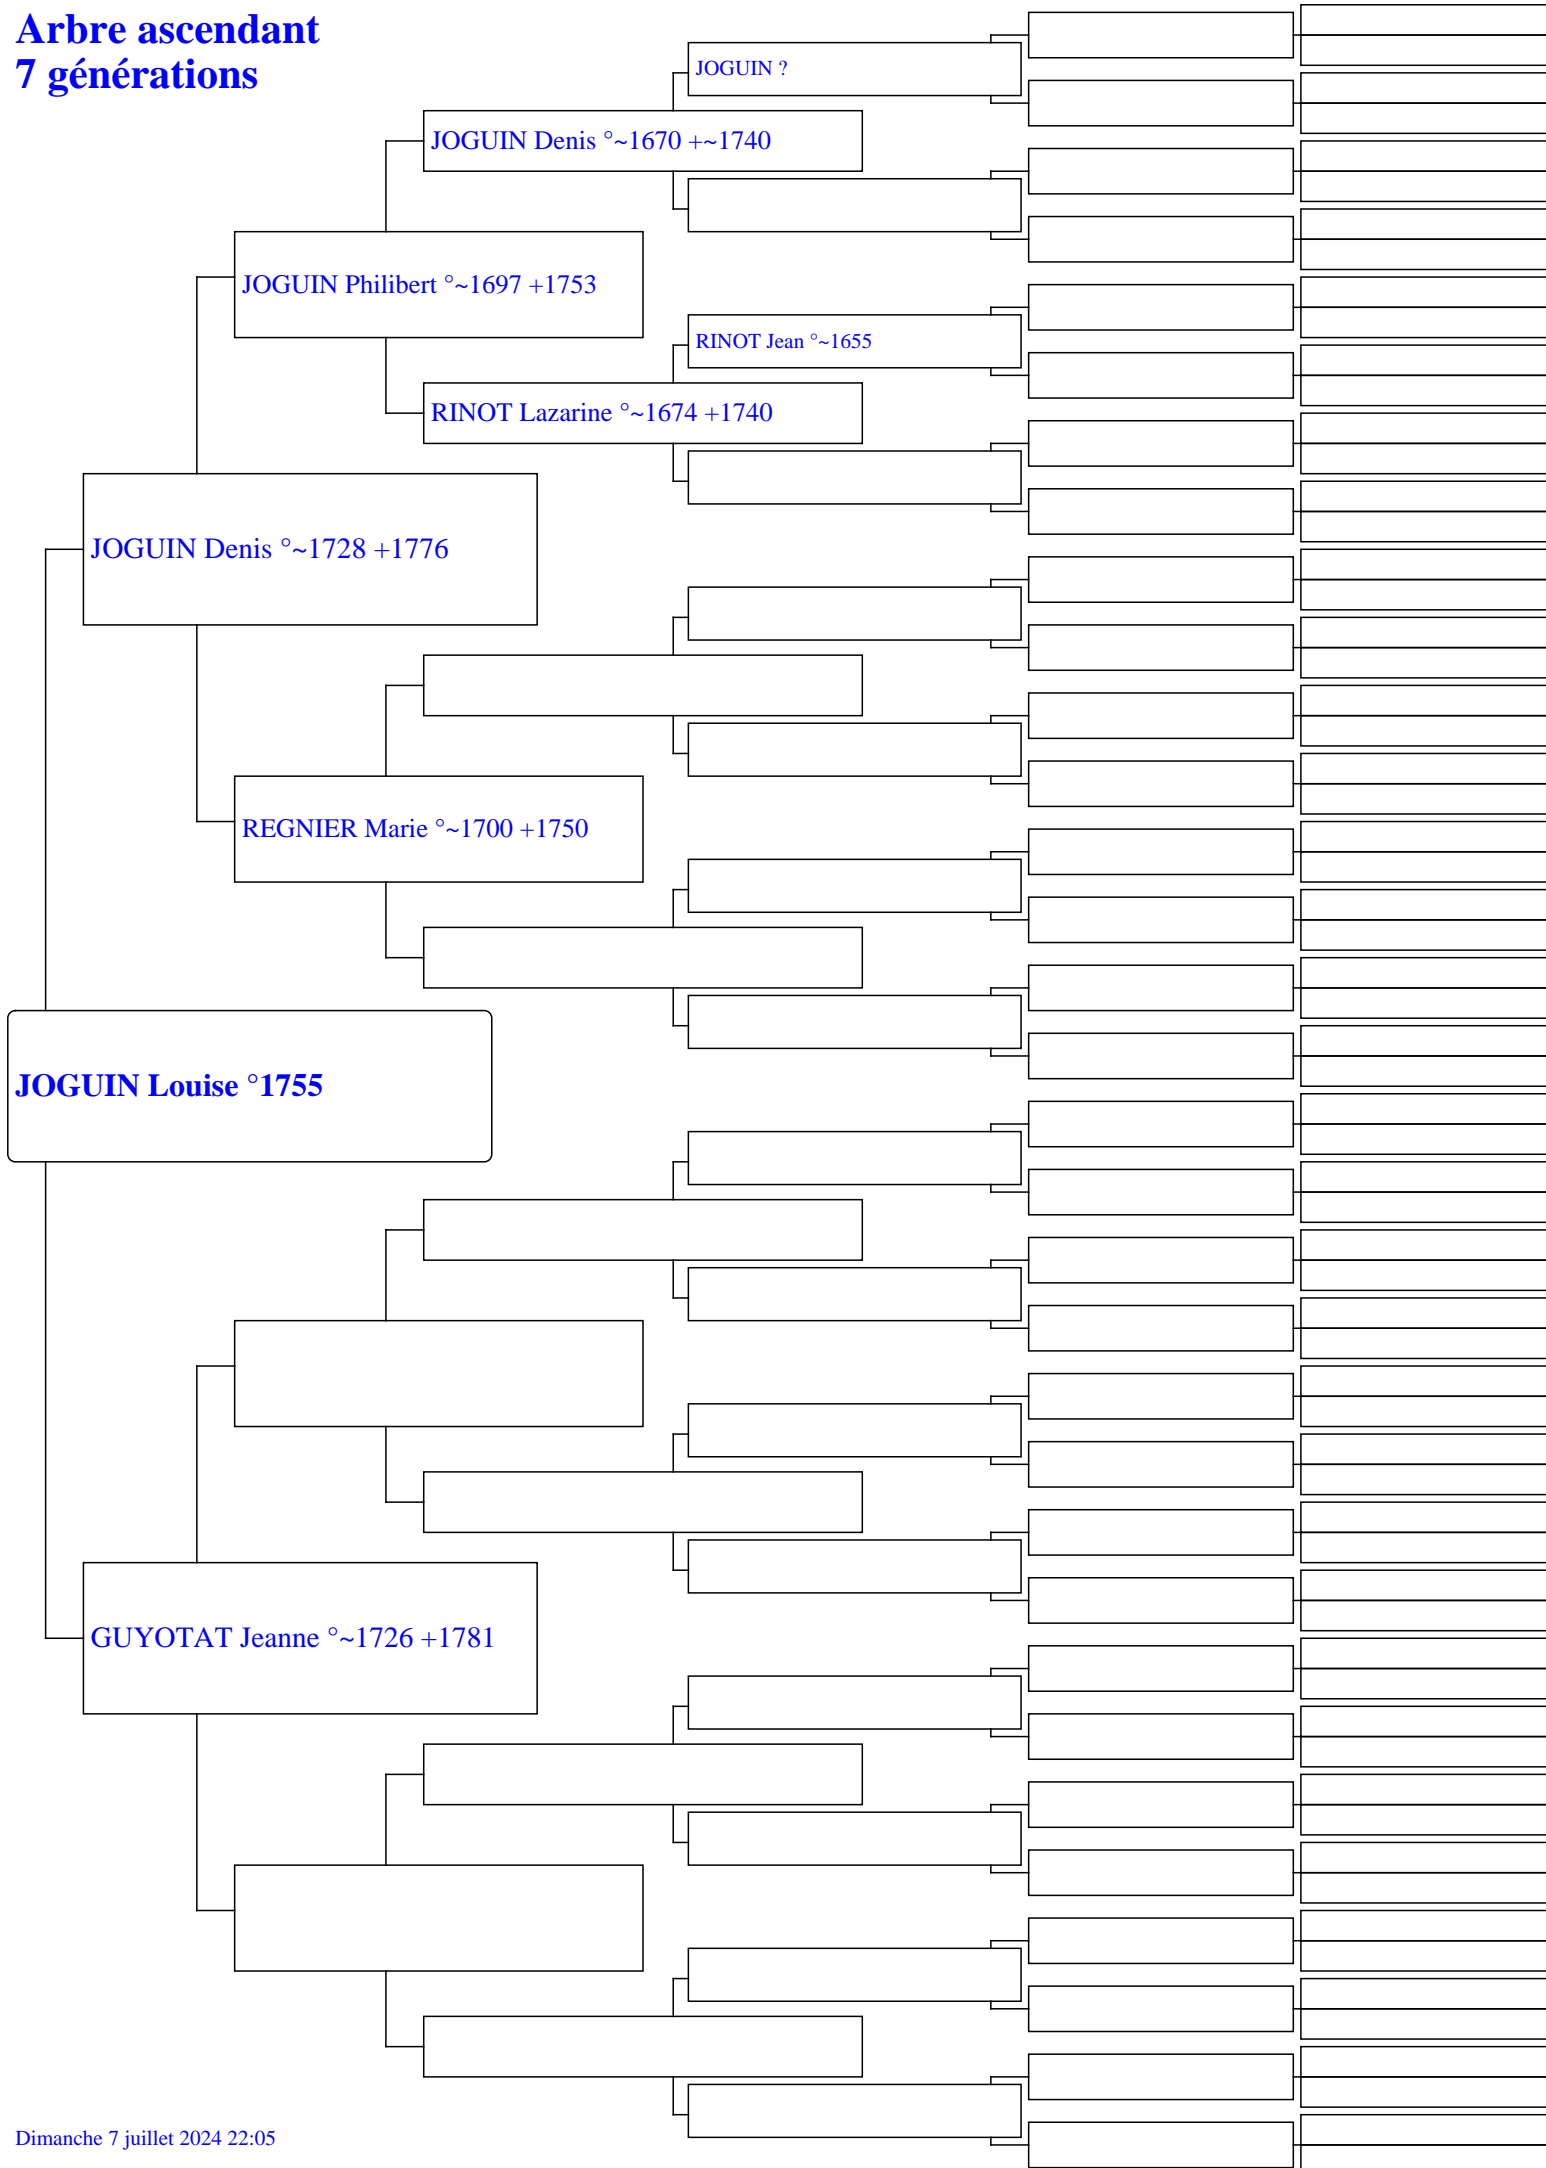 Arbre ascendant
7 générations
JOGUIN ?
JOGUIN Denis °~1670 +~1740
JOGUIN Philibert °~1697 +1753
RINOT Jean °~1655
RINOT Lazarine °~1674 +1740
JOGUIN Denis °~1728 +1776
REGNIER Marie °~1700 +1750
JOGUIN Louise °1755
GUYOTAT Jeanne °~1726 +1781
Dimanche 7 juillet 2024 22:05